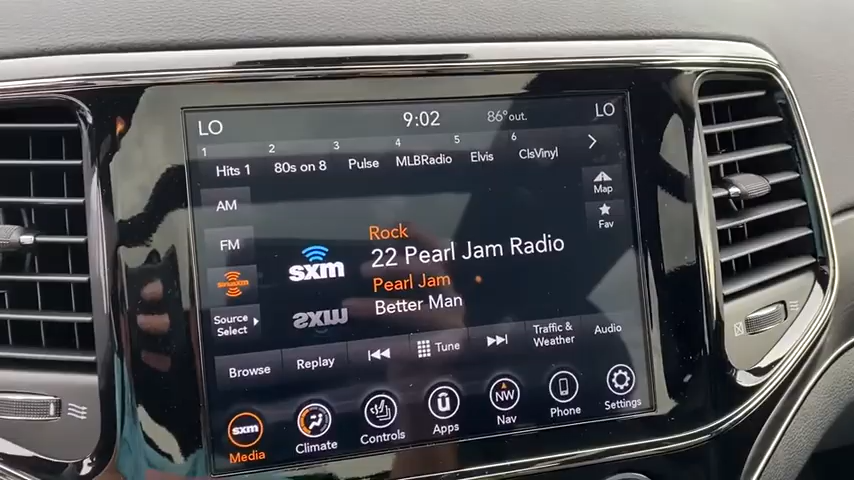 LO 9:02 86° out. LO
1 2 3 4 5 6
Hits 1 80s on 8 Pulse MLBRadio Elvis ClsVinyl
AM
Map
FM
Fav
siriusxm
Source
Select
sxm
Rock
22 Pearl Jam Radio
Pearl Jam
Better Man
Browse Replay Tune Traffic &
Weather Audio
sxm NW
Media Climate Controls Apps Nav Phone Settings